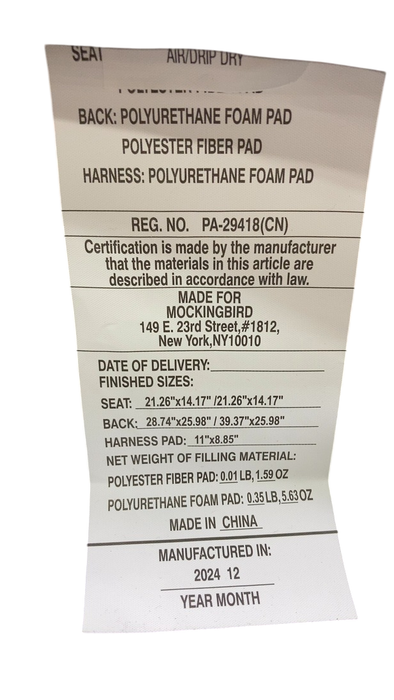 SEAT AIR/DRIP DRY
BACK: POLYURETHANE FOAM PAD
POLYESTER FIBER PAD
HARNESS: POLYURETHANE FOAM PAD
REG. NO. PA-29418(CN)
Certification is made by the manufacturer
that the materials in this article are
described in accordance with law.
MADE FOR
MOCKINGBIRD
149 E. 23rd Street,#1812,
New York,NY10010
DATE OF DELIVERY:
FINISHED SIZES:
SEAT: 21.26"x14.17" /21.26"x14.17"
BACK: 28.74"x25.98" / 39.37"x25.98"
HARNESS PAD: 11"x8.85"
NET WEIGHT OF FILLING MATERIAL:
POLYESTER FIBER PAD: 0.01 LB, 1.59 OZ
POLYURETHANE FOAM PAD: 0.35 LB, 5.63 OZ
MADE IN CHINA
MANUFACTURED IN:
2024 12
YEAR MONTH